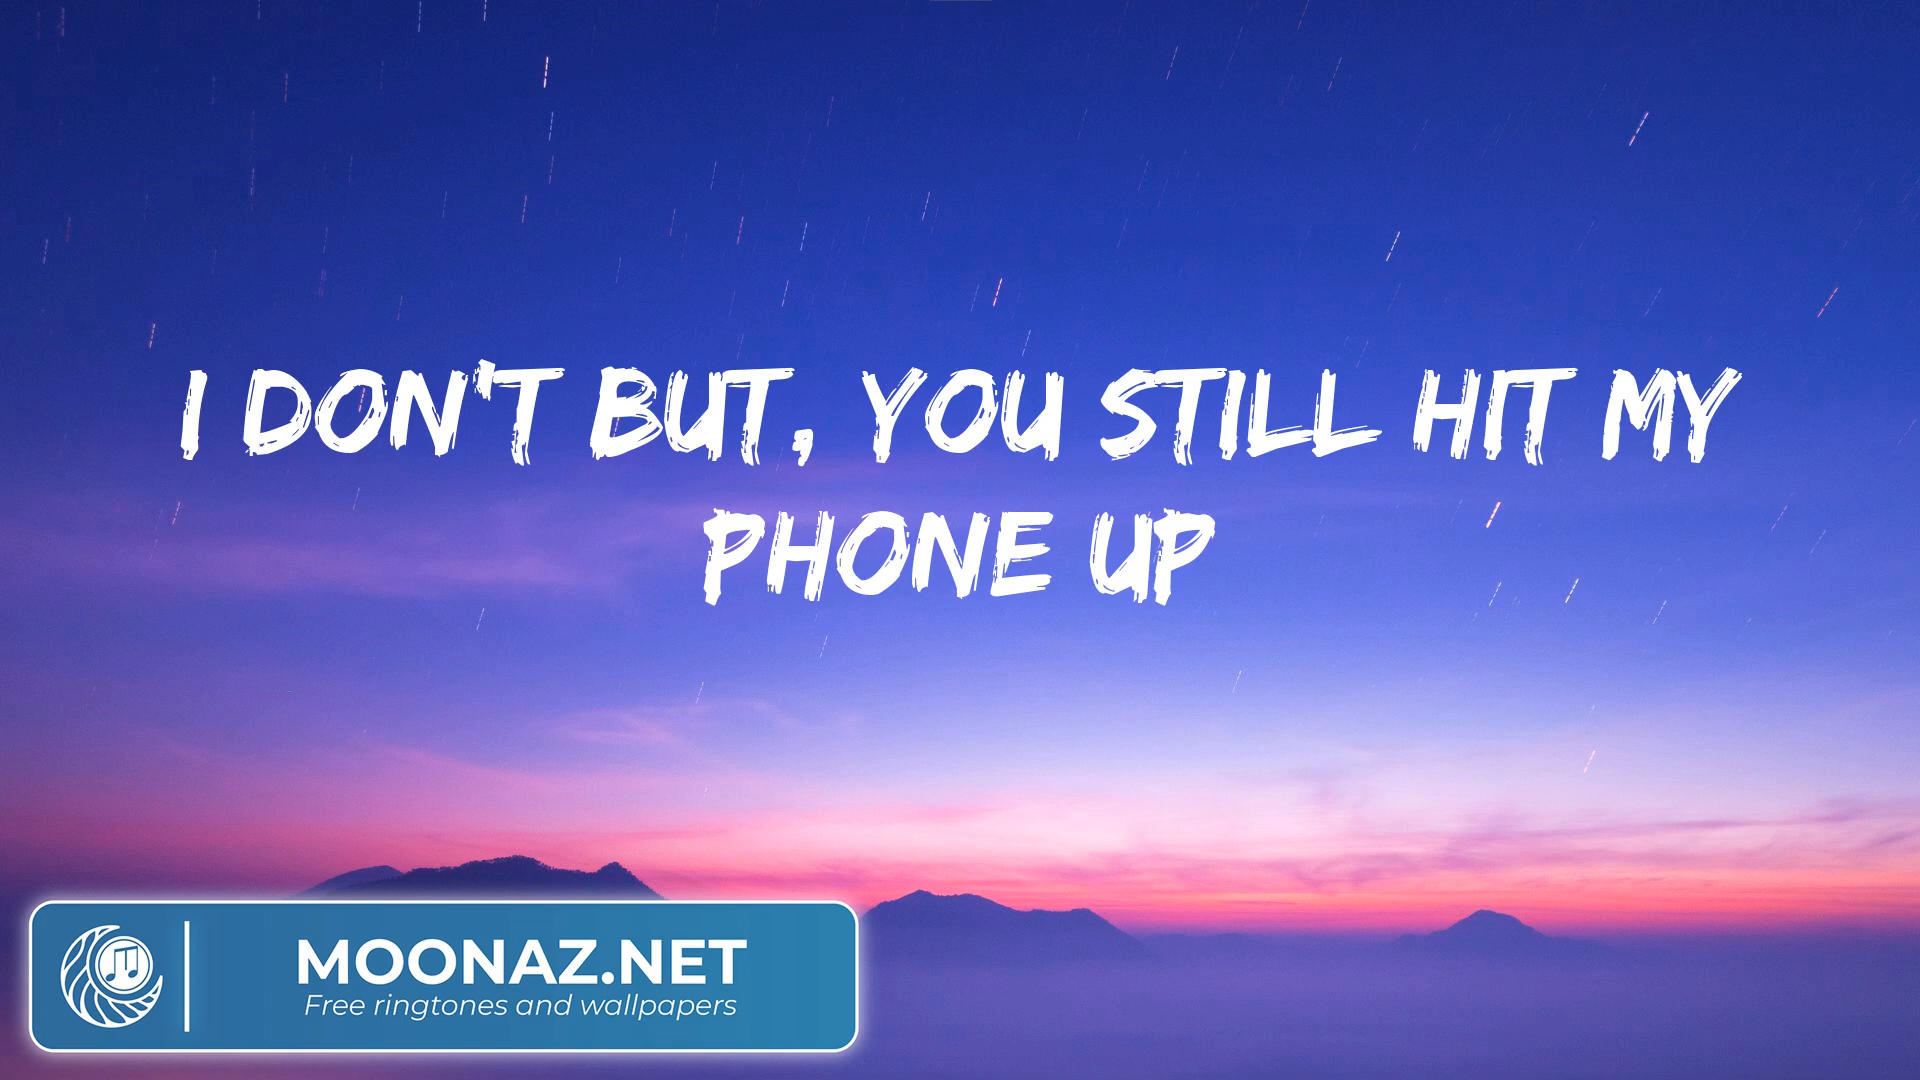 I DON'T BUT, YOU STILL HIT MY
PHONE UP
MOONAZ.NET
Free ringtones and wallpapers